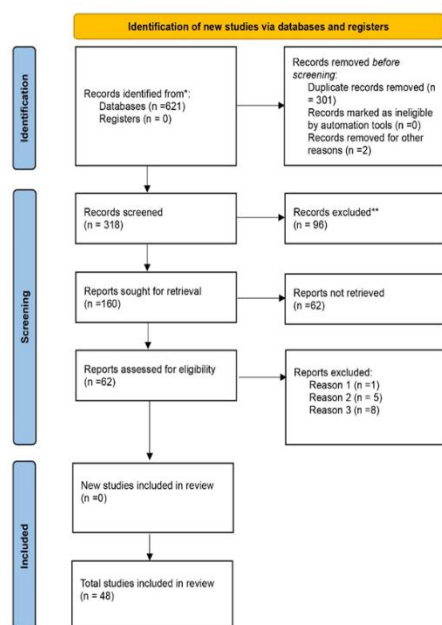 Identification of new studies via databases and registers
Identification
Records identified from*:
Databases (n =621)
Registers (n = 0)
Records removed before
screening:
Duplicate records removed (n
= 301)
Records marked as ineligible
by automation tools (n =0)
Records removed for other
reasons (n =2)
Screening
Records screened
(n = 318)
Records excluded**
(n = 96)
Reports sought for retrieval
(n =160)
Reports not retrieved
(n =62)
Reports assessed for eligibility
(n =62)
Reports excluded:
Reason 1 (n =1)
Reason 2 (n = 5)
Reason 3 (n =8)
Included
New studies included in review
(n =0)
Total studies included in review
(n = 48)